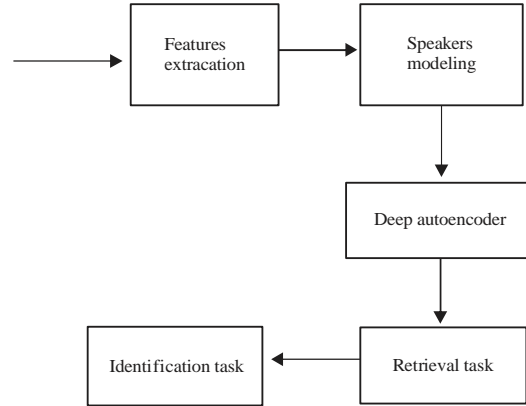 Features
extracation
Speakers
modeling
Deep autoencoder
Identification task
Retrieval task